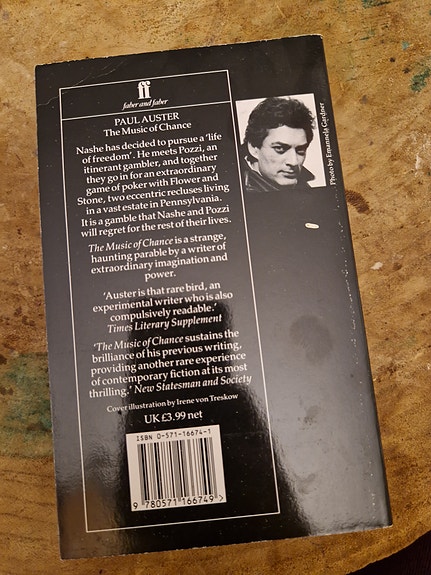 ff
faber and faber
PAUL AUSTER
The Music of Chance
Nashe has decided to pursue a 'life
of freedom'. He meets Pozzi, an
itinerant gambler, and together
they go in for an extraordinary
game of poker with Flower and
Stone, two eccentric recluses living
in a vast estate in Pennsylvania.
It is a gamble that Nashe and Pozzi
will regret for the rest of their lives.
The Music of Chance is a strange,
haunting parable by a writer of
extraordinary imagination and
power.
'Auster is that rare bird, an
experimental writer who is also
compulsively readable.'
Times Literary Supplement
'The Music of Chance sustains the
brilliance of his previous writing,
providing another rare experience
of contemporary fiction at its most
thrilling.' New Statesman and Society
Cover illustration by Irene von Treskow
UK £3.99 net
ISBN 0-571-16674-1
9 780571 166749 >
Photo by Emannela Gardner